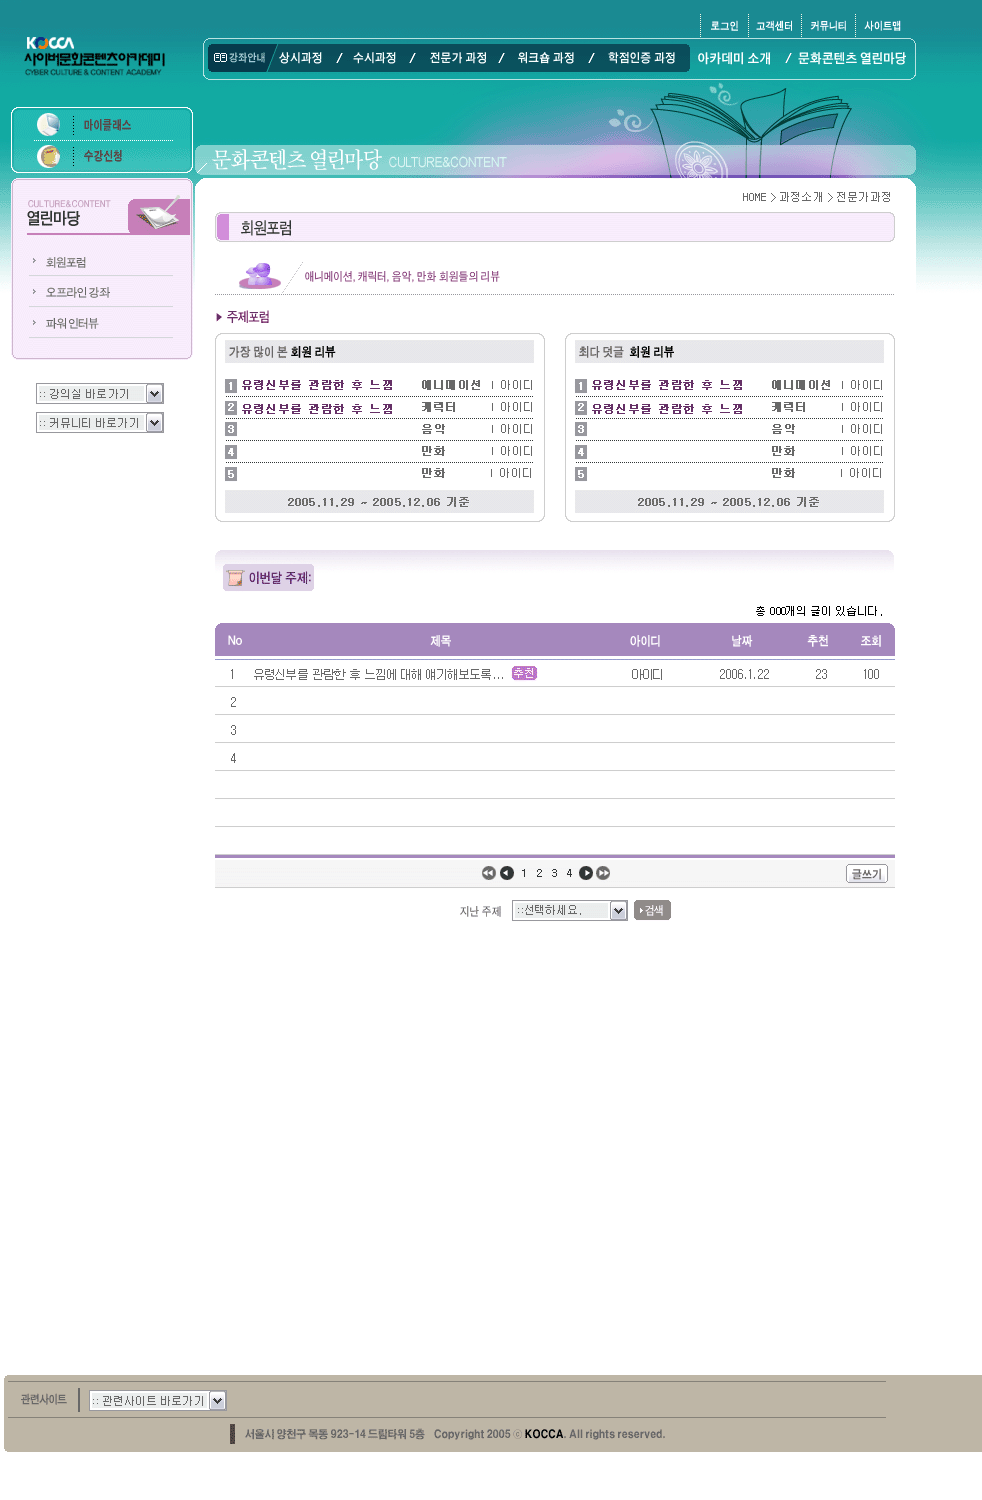 로그인 고객센터 커뮤니티 사이트맵
KOCCA
사이버문화콘텐츠아카데미
CYBER CULTURE & CONTENT ACADEMY
강좌안내 상시과정 / 수시과정 / 전문가 과정 / 워크숍 과정 / 학점인증 과정 아카데미 소개 / 문화콘텐츠 열린마당
마이클래스
수강신청
문화콘텐츠 열린마당 CULTURE&CONTENT
HOME > 과정소개 > 전문가과정
CULTURE&CONTENT
열린마당
회원포럼
오프라인 강좌
파워 인터뷰
:: 강의실 바로가기
:: 커뮤니티 바로가기
회원포럼
애니메이션, 캐릭터, 음악, 만화 회원들의 리뷰
주제포럼
가장 많이 본 회원 리뷰
1 유령신부를 관람한 후 느낌 애니메이션 | 아이디
2 유령신부를 관람한 후 느낌 캐릭터 | 아이디
3 음악 | 아이디
4 만화 | 아이디
5 만화 | 아이디
2005.11.29 ~ 2005.12.06 기준
최다 덧글 회원 리뷰
1 유령신부를 관람한 후 느낌 애니메이션 | 아이디
2 유령신부를 관람한 후 느낌 캐릭터 | 아이디
3 음악 | 아이디
4 만화 | 아이디
5 만화 | 아이디
2005.11.29 ~ 2005.12.06 기준
이번달 주제:
총 000개의 글이 있습니다.
No 제목 아이디 날짜 추천 조회
1 유령신부를 관람한 후 느낌에 대해 얘기해보도록... 추천 아이디 2006.1.22 23 100
2
3
4
1 2 3 4 글쓰기
지난 주제 ::선택하세요. 검색
관련사이트 :: 관련사이트 바로가기
서울시 양천구 목동 923-14 드림타워 5층 Copyright 2005 ⓒ KOCCA. All rights reserved.